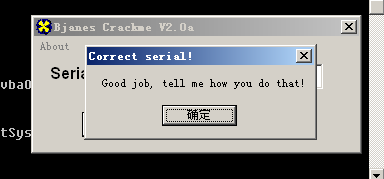 Bjanes Crackme V2.0a
About
Correct serial!
Seria
Good job, tell me how you do that!
vba0
确定
tSys